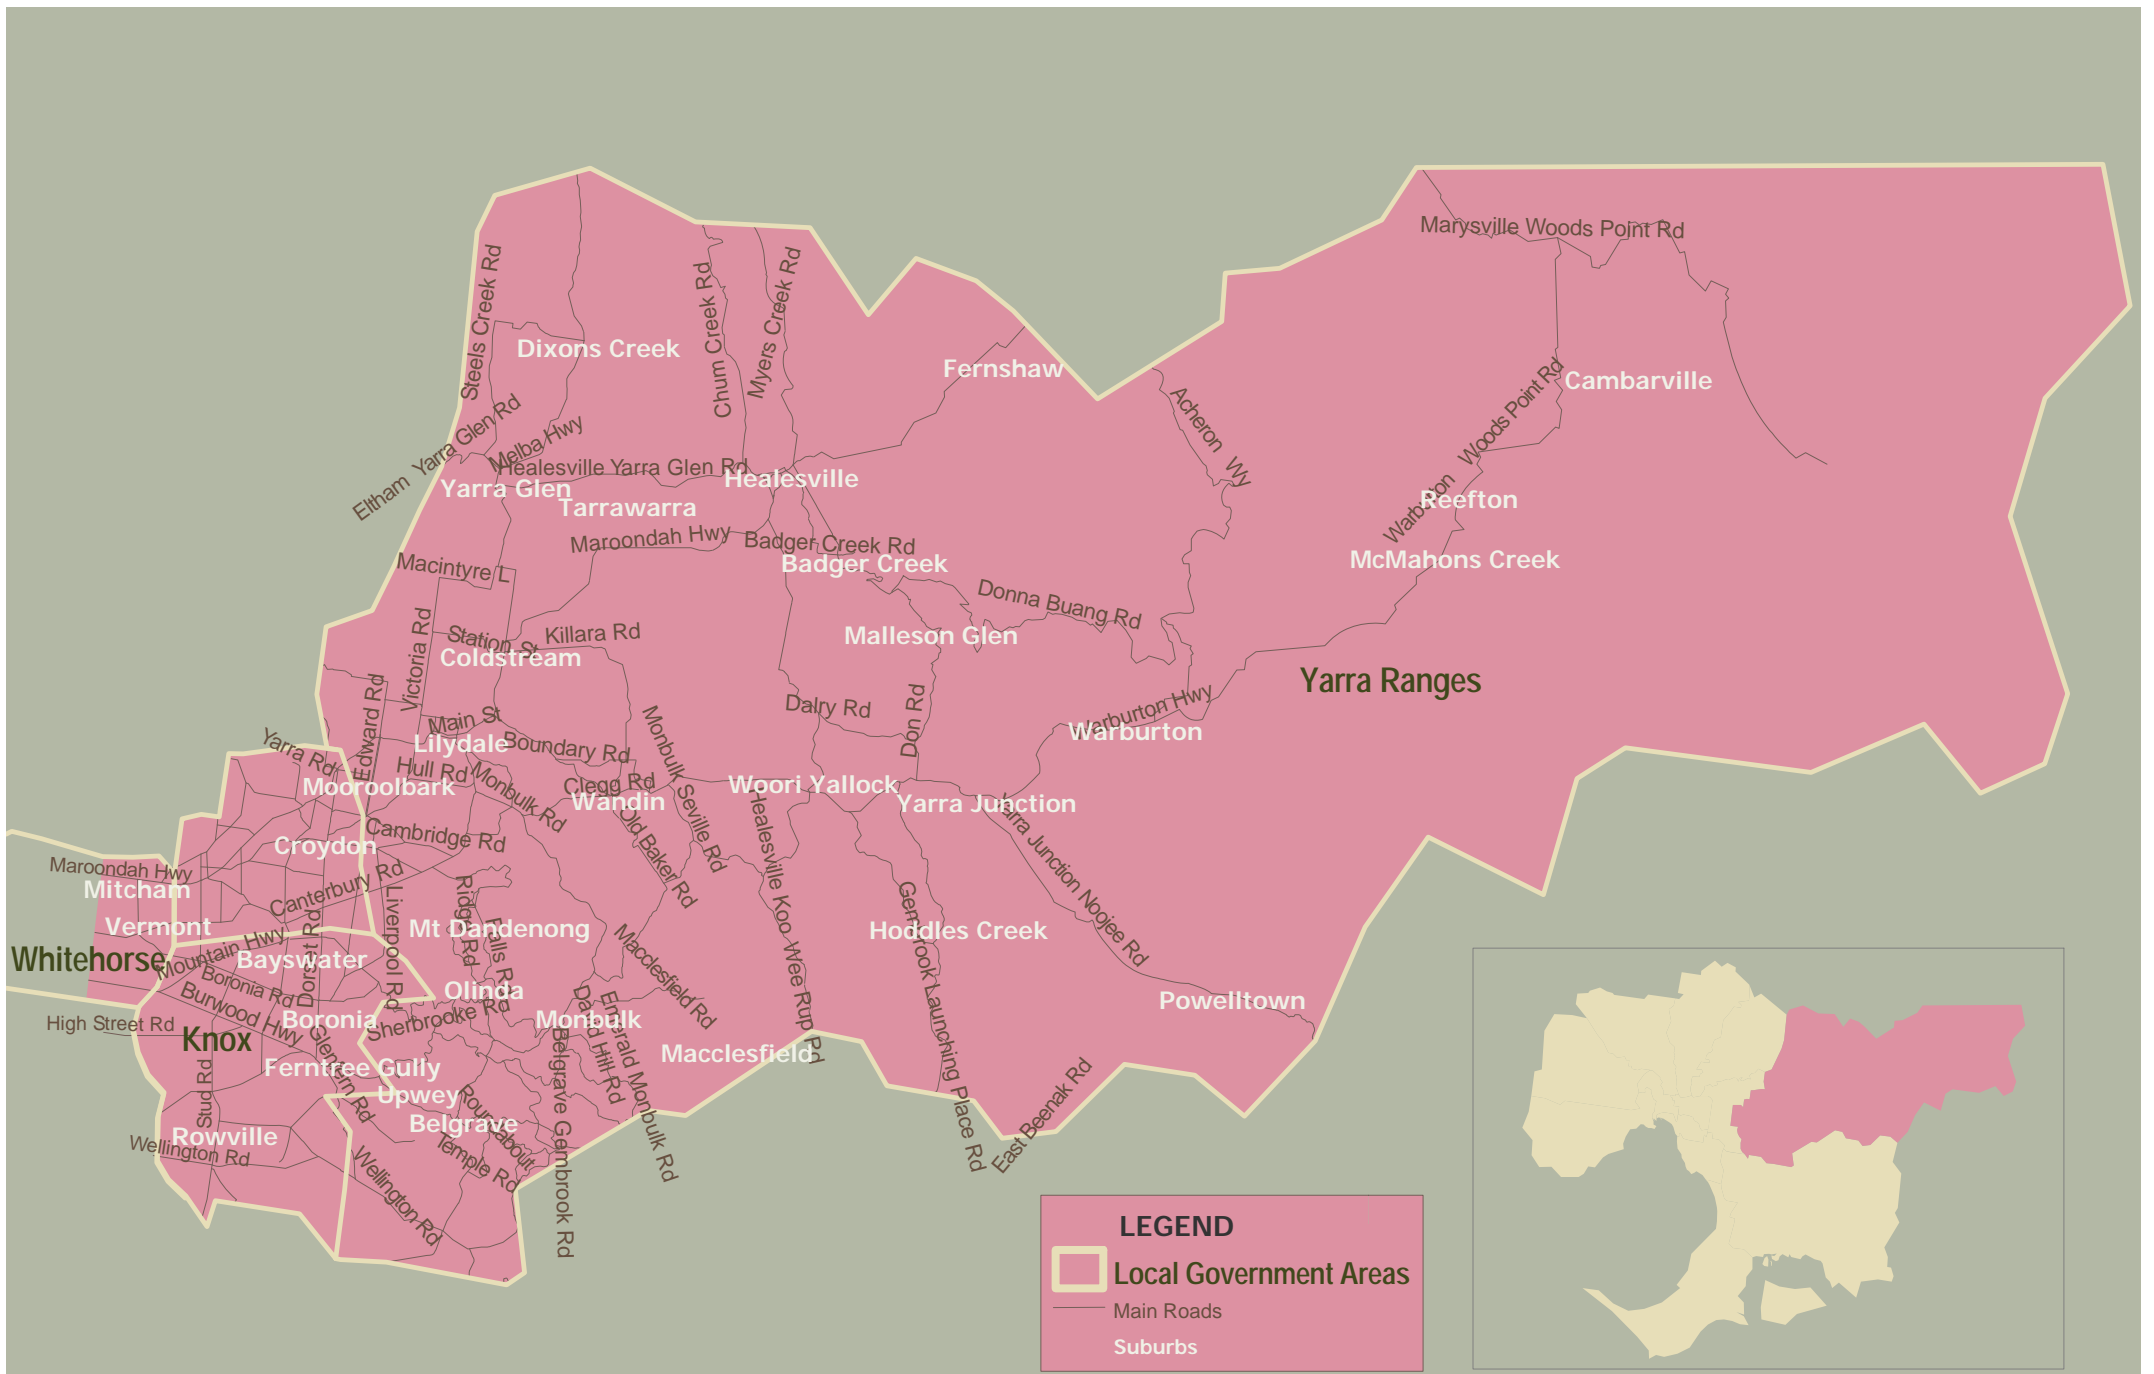 Marysville Woods Point Rd
Steels Creek Rd
Chum Creek Rd
Myers Creek Rd
Dixons Creek
Fernshaw
Cambarville
Acheron Wy
Warburton Woods Point Rd
Eltham Yarra Glen Rd
Melba Hwy
Healesville Yarra Glen Rd
Healesville
Yarra Glen
Tarrawarra
Reefton
Maroondah Hwy
Badger Creek Rd
Badger Creek
McMahons Creek
Macintyre L
Donna Buang Rd
Victoria Rd
Station St
Killara Rd
Malleson Glen
Coldstream
Yarra Ranges
Edward Rd
Dalry Rd
Don Rd
Main St
Warburton Hwy
Warburton
Lilydale
Boundary Rd
Monbulk Seville Rd
Yarra Rd
Hull Rd
Monbulk Rd
Mooroolbark
Clegg Rd
Wandin
Woori Yallock
Yarra Junction
Old Baker Rd
Healesville Koo Wee Rup Rd
Yarra Junction Noojee Rd
Cambridge Rd
Croydon
Maroondah Hwy
Mitcham
Canterbury Rd
Liverpool Rd
Ridge Rd
Falls Rd
Vermont
Mt Dandenong
Dorset Rd
Hoddles Creek
Gembrook Launching Place Rd
Whitehorse
Mountain Hwy
Bayswater
Macclesfield Rd
Boronia Rd
Olinda
Powelltown
Burwood Hwy
High Street Rd
Boronia
Sherbrooke Rd
Monbulk
David Hill Rd
Emerald Monbulk Rd
Knox
Glenfern Rd
Macclesfield
Ferntree Gully
Belgrave Gembrook Rd
Stud Rd
Upwey
East Beenak Rd
Belgrave
Roundabout
Rowville
Wellington Rd
Temple Rd
Wellington Rd
LEGEND
Local Government Areas
Main Roads
Suburbs